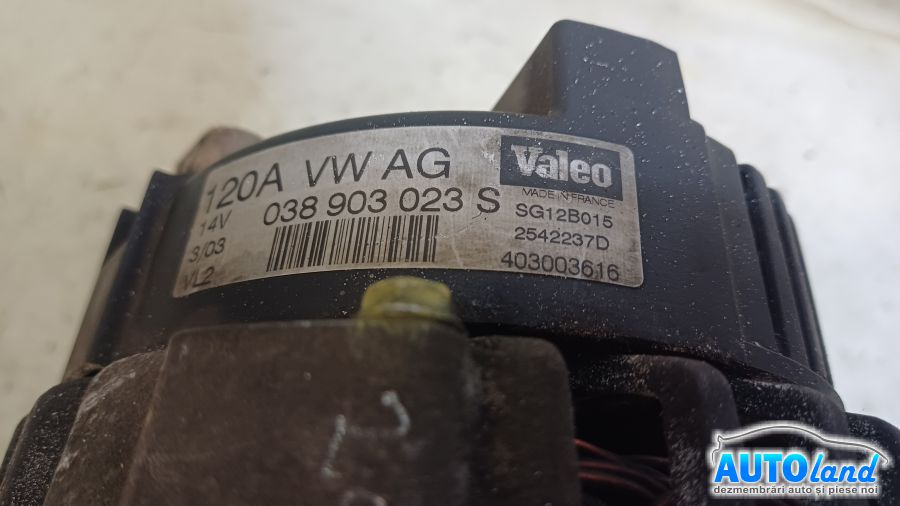 120A VW AG
14V
038 903 023 S
3/03
VL2
Valeo
MADE IN FRANCE
SG12B015
2542237D
403003616
AUTOland
dezmembrări auto și piese noi